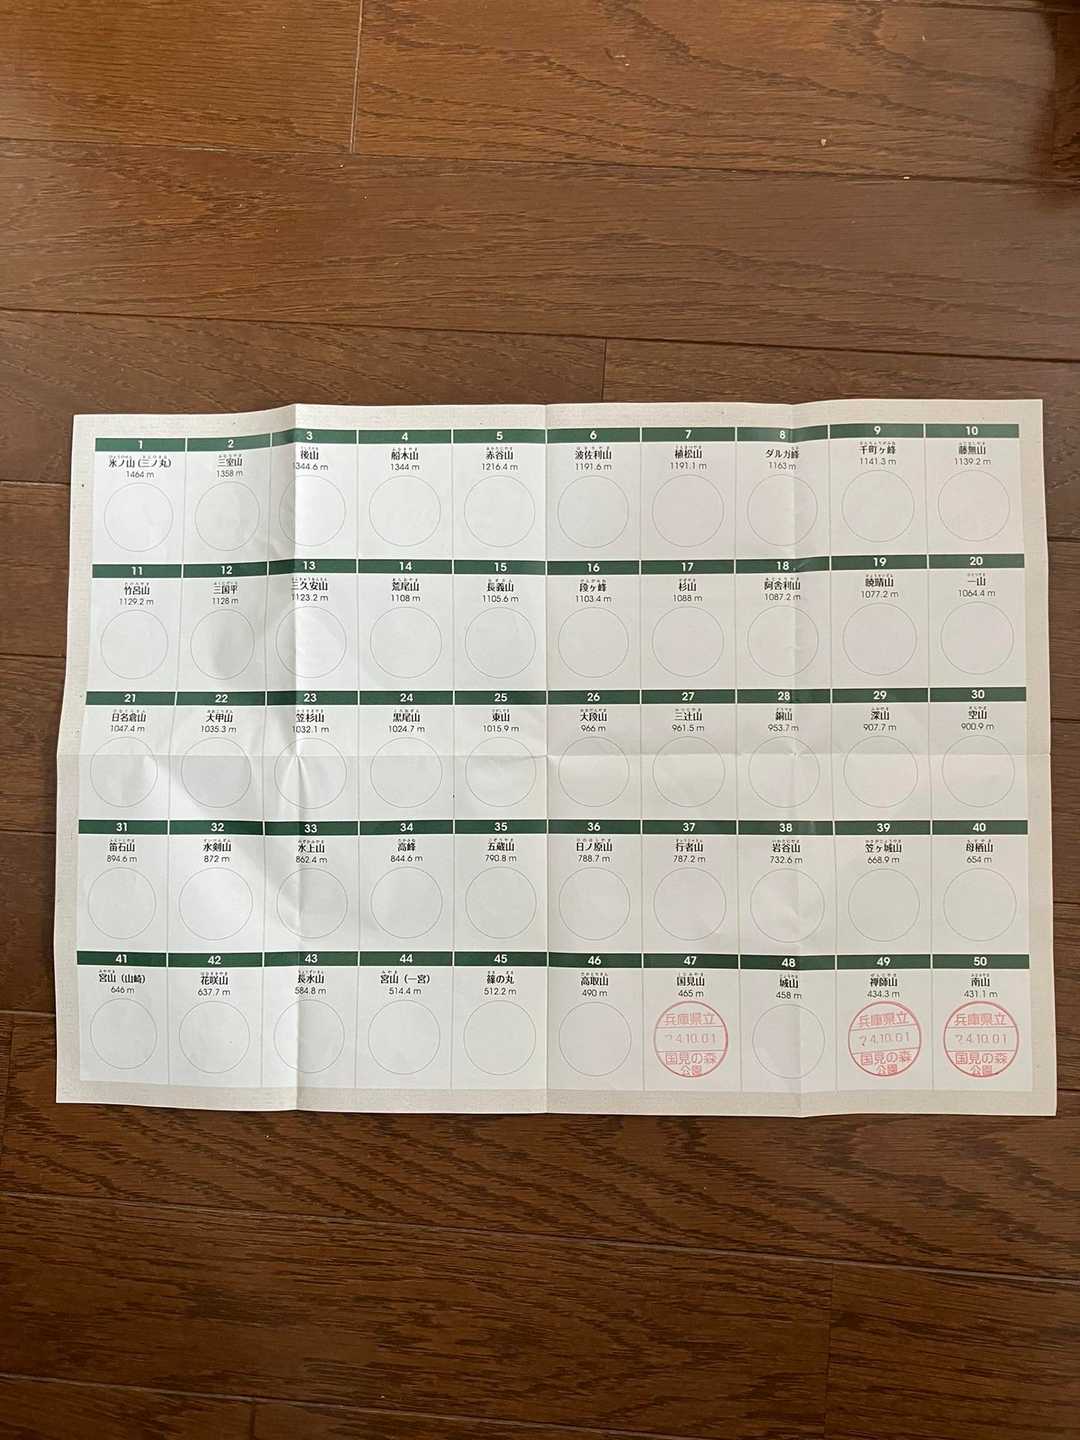 1 2 3 4 5 6 7 8 9 10
氷ノ山(三ノ丸) 三室山 後山 船木山 赤谷山 波佐利山 植松山 ダルガ峰 千町ヶ峰 藤無山
1464 m 1358 m 1344.6 m 1344 m 1216.4 m 1191.6 m 1191.1 m 1163 m 1141.3 m 1139.2 m
11 12 13 14 15 16 17 18 19 20
竹呂山 三国平 三久安山 荒尾山 長義山 段ヶ峰 杉山 阿舎利山 暁晴山 一山
1129.2 m 1128 m 1123.2 m 1108 m 1105.6 m 1103.4 m 1088 m 1087.2 m 1077.2 m 1064.4 m
21 22 23 24 25 26 27 28 29 30
日名倉山 大甲山 笠杉山 黒尾山 東山 大段山 三辻山 銅山 深山 空山
1047.4 m 1035.3 m 1032.1 m 1024.7 m 1015.9 m 966 m 961.5 m 953.7 m 907.7 m 900.9 m
31 32 33 34 35 36 37 38 39 40
笛石山 水剣山 水上山 高峰 五蔵山 日ノ原山 行者山 岩谷山 笠ヶ城山 母栖山
894.6 m 872 m 862.4 m 844.6 m 790.8 m 788.7 m 787.2 m 732.6 m 668.9 m 654 m
41 42 43 44 45 46 47 48 49 50
宮山(山崎) 花咲山 長水山 宮山(一宮) 篠の丸 高取山 国見山 城山 禅師山 南山
646 m 637.7 m 584.8 m 514.4 m 512.2 m 490 m 465 m 458 m 434.3 m 431.1 m
兵庫県立 兵庫県立 兵庫県立
24.10.01 24.10.01 24.10.01
国見の森 国見の森 国見の森
公園 公園 公園